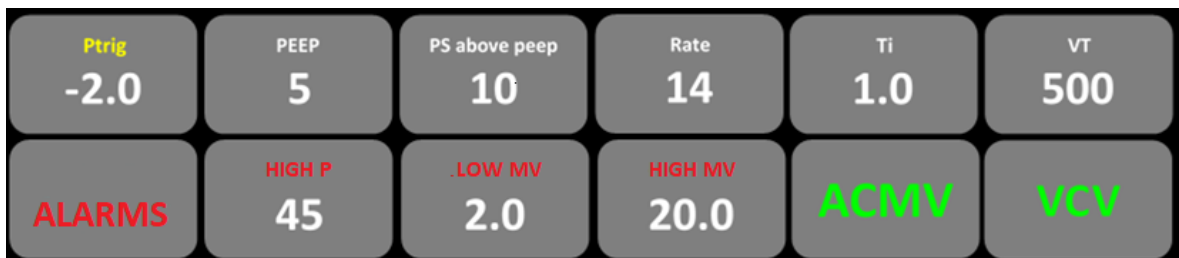 Ptrig PEEP PS above peep Rate Ti VT
-2.0 5 10 14 1.0 500
HIGH P .LOW MV HIGH MV
ALARMS 45 2.0 20.0 ACMV VCV